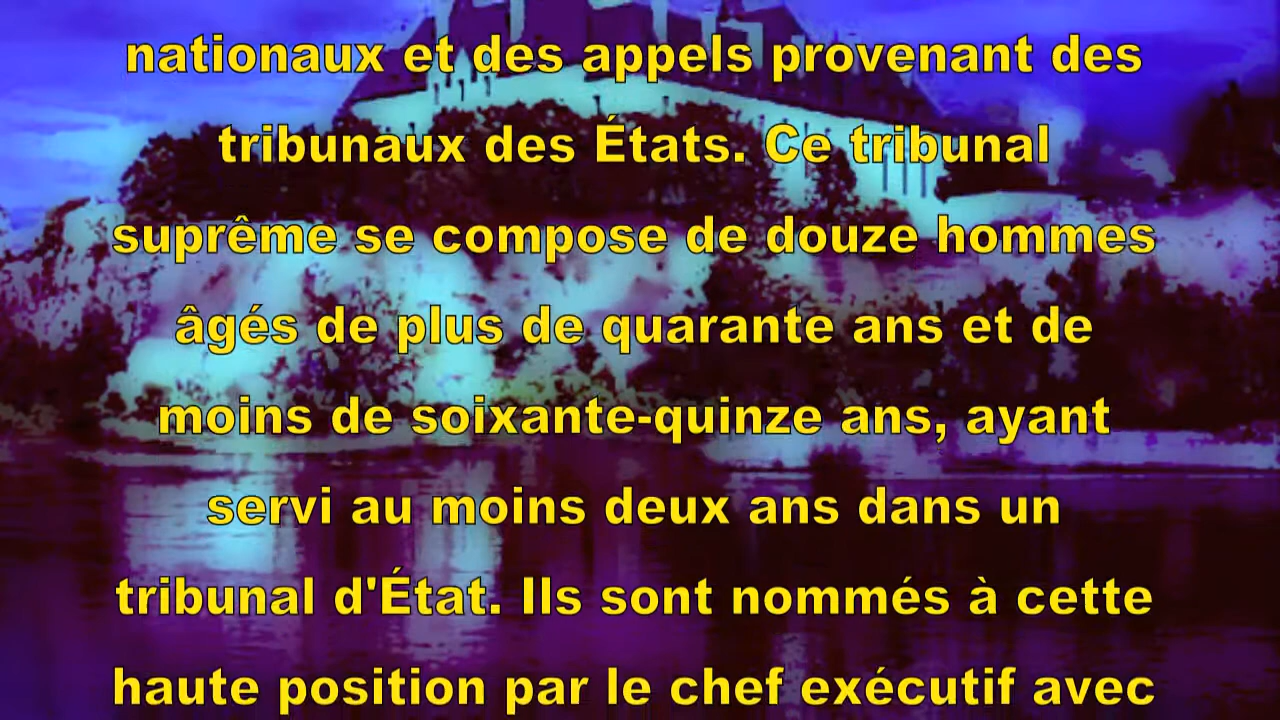 nationaux et des appels provenant des
tribunaux des États. Ce tribunal
suprême se compose de douze hommes
âgés de plus de quarante ans et de
moins de soixante-quinze ans, ayant
servi au moins deux ans dans un
tribunal d'État. Ils sont nommés à cette
haute position par le chef exécutif avec